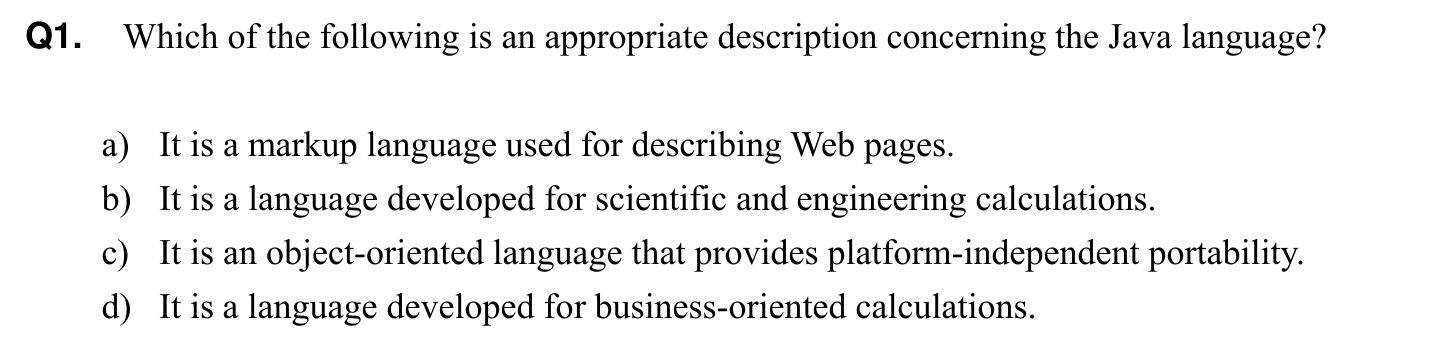 Q1. Which of the following is an appropriate description concerning the Java language?
a) It is a markup language used for describing Web pages.
b) It is a language developed for scientific and engineering calculations.
c) It is an object-oriented language that provides platform-independent portability.
d) It is a language developed for business-oriented calculations.